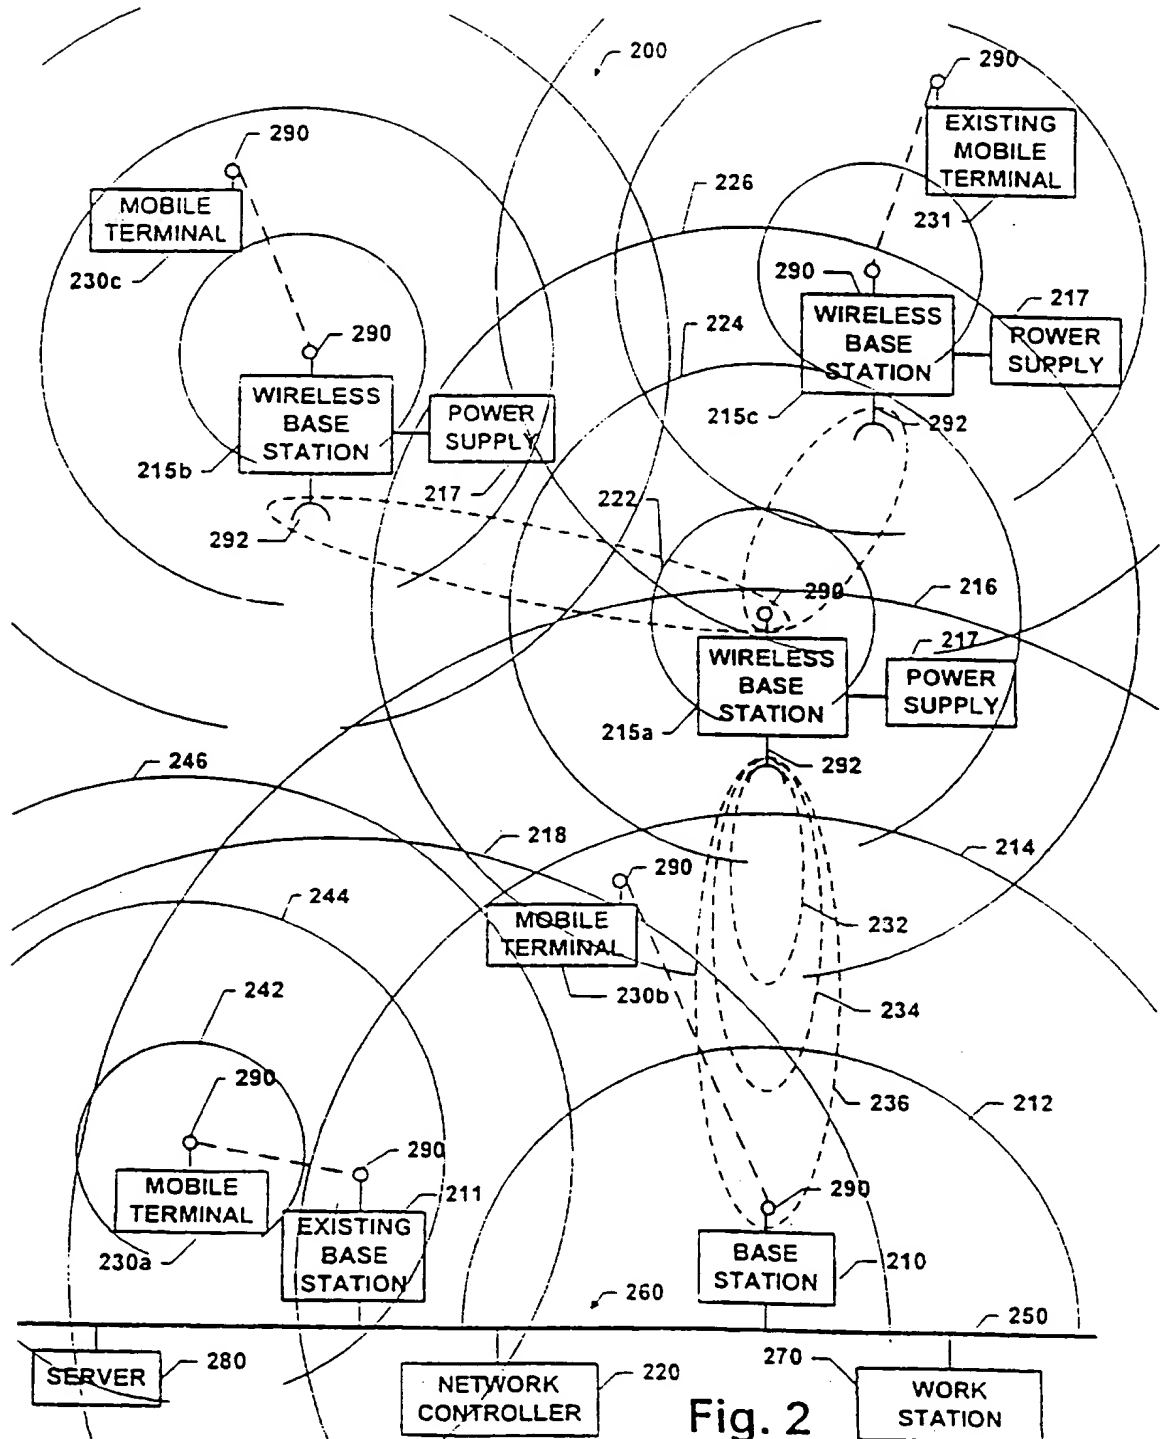 200
290
EXISTING
MOBILE
TERMINAL
231
290
MOBILE
TERMINAL
230c
226
290
WIRELESS
BASE
STATION
215c
217
POWER
SUPPLY
292
290
WIRELESS
BASE
STATION
215b
POWER
SUPPLY
217
292
224
222
290
216
WIRELESS
BASE
STATION
215a
217
POWER
SUPPLY
292
246
218
214
290
MOBILE
TERMINAL
230b
244
232
234
236
212
242
290
MOBILE
TERMINAL
230a
290
211
EXISTING
BASE
STATION
290
BASE
STATION
210
260
250
SERVER
280
NETWORK
CONTROLLER
220
270
WORK
STATION
Fig. 2